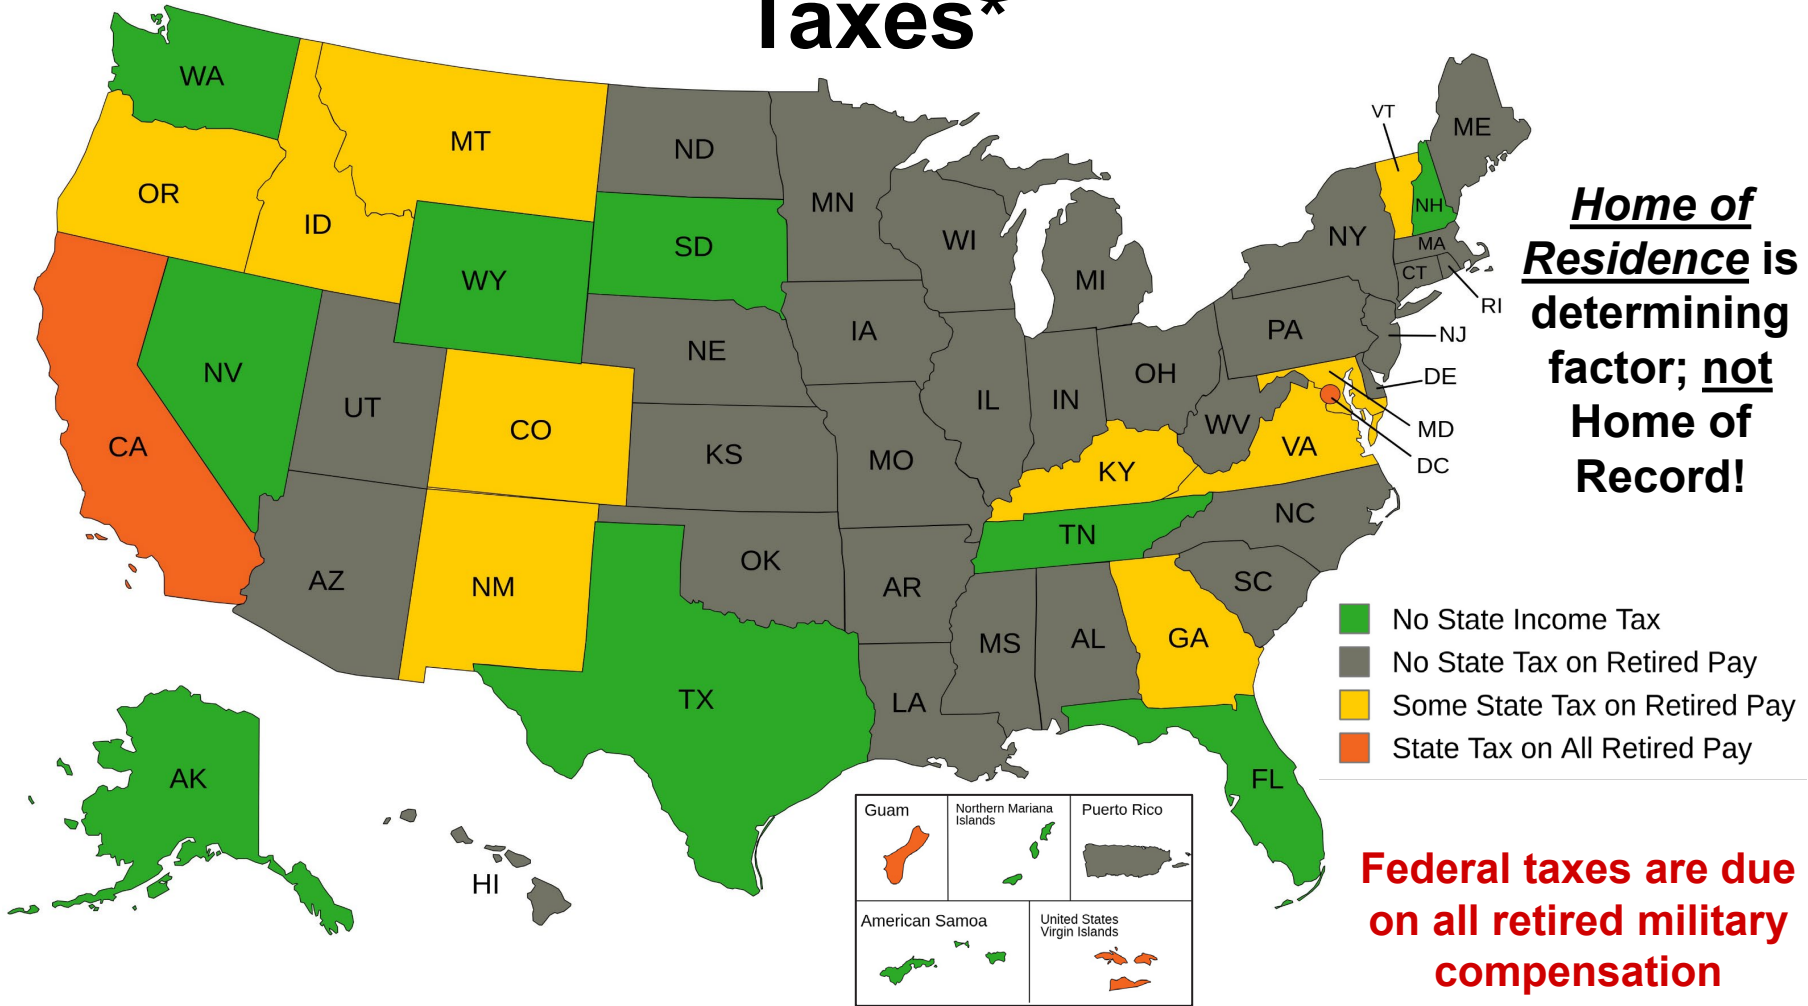 Taxes*
WA
MT
ND
MN
VT
ME
OR
ID
WY
SD
WI
MI
NY
NH
MA
CT
RI
NV
UT
CO
NE
IA
IL
IN
OH
PA
NJ
DE
MD
DC
CA
KS
MO
KY
WV
VA
AZ
NM
OK
AR
TN
NC
SC
MS
AL
GA
TX
LA
FL
AK
HI
Home of
Residence is
determining
factor; not
Home of
Record!
No State Income Tax
No State Tax on Retired Pay
Some State Tax on Retired Pay
State Tax on All Retired Pay
Guam
Northern Mariana
Islands
Puerto Rico
American Samoa
United States
Virgin Islands
Federal taxes are due
on all retired military
compensation